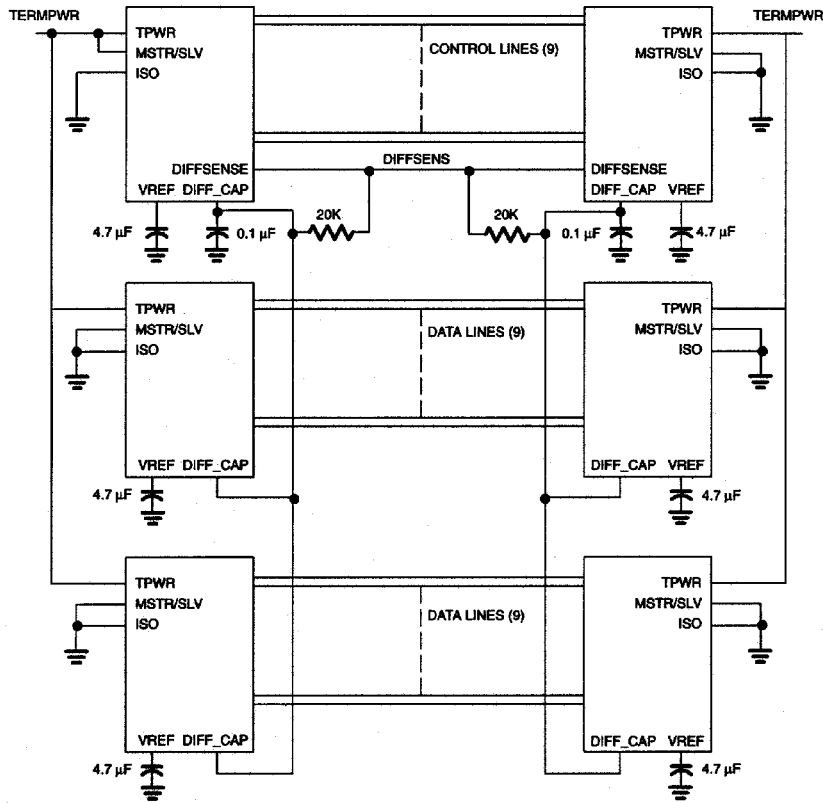 TERMPWR
TERMPWR
TPWR
TPWR
MSTR/SLV
CONTROL LINES (9)
MSTR/SLV
ISO
ISO
DIFFSENSE
DIFFSENS
DIFFSENSE
VREF DIFF_CAP
DIFF_CAP VREF
4.7 µF
0.1 µF
20K
20K
0.1 µF
4.7 µF
TPWR
TPWR
MSTR/SLV
DATA LINES (9)
MSTR/SLV
ISO
ISO
VREF DIFF_CAP
DIFF_CAP VREF
4.7 µF
4.7 µF
TPWR
TPWR
MSTR/SLV
DATA LINES (9)
MSTR/SLV
ISO
ISO
VREF DIFF_CAP
DIFF_CAP VREF
4.7 µF
4.7 µF